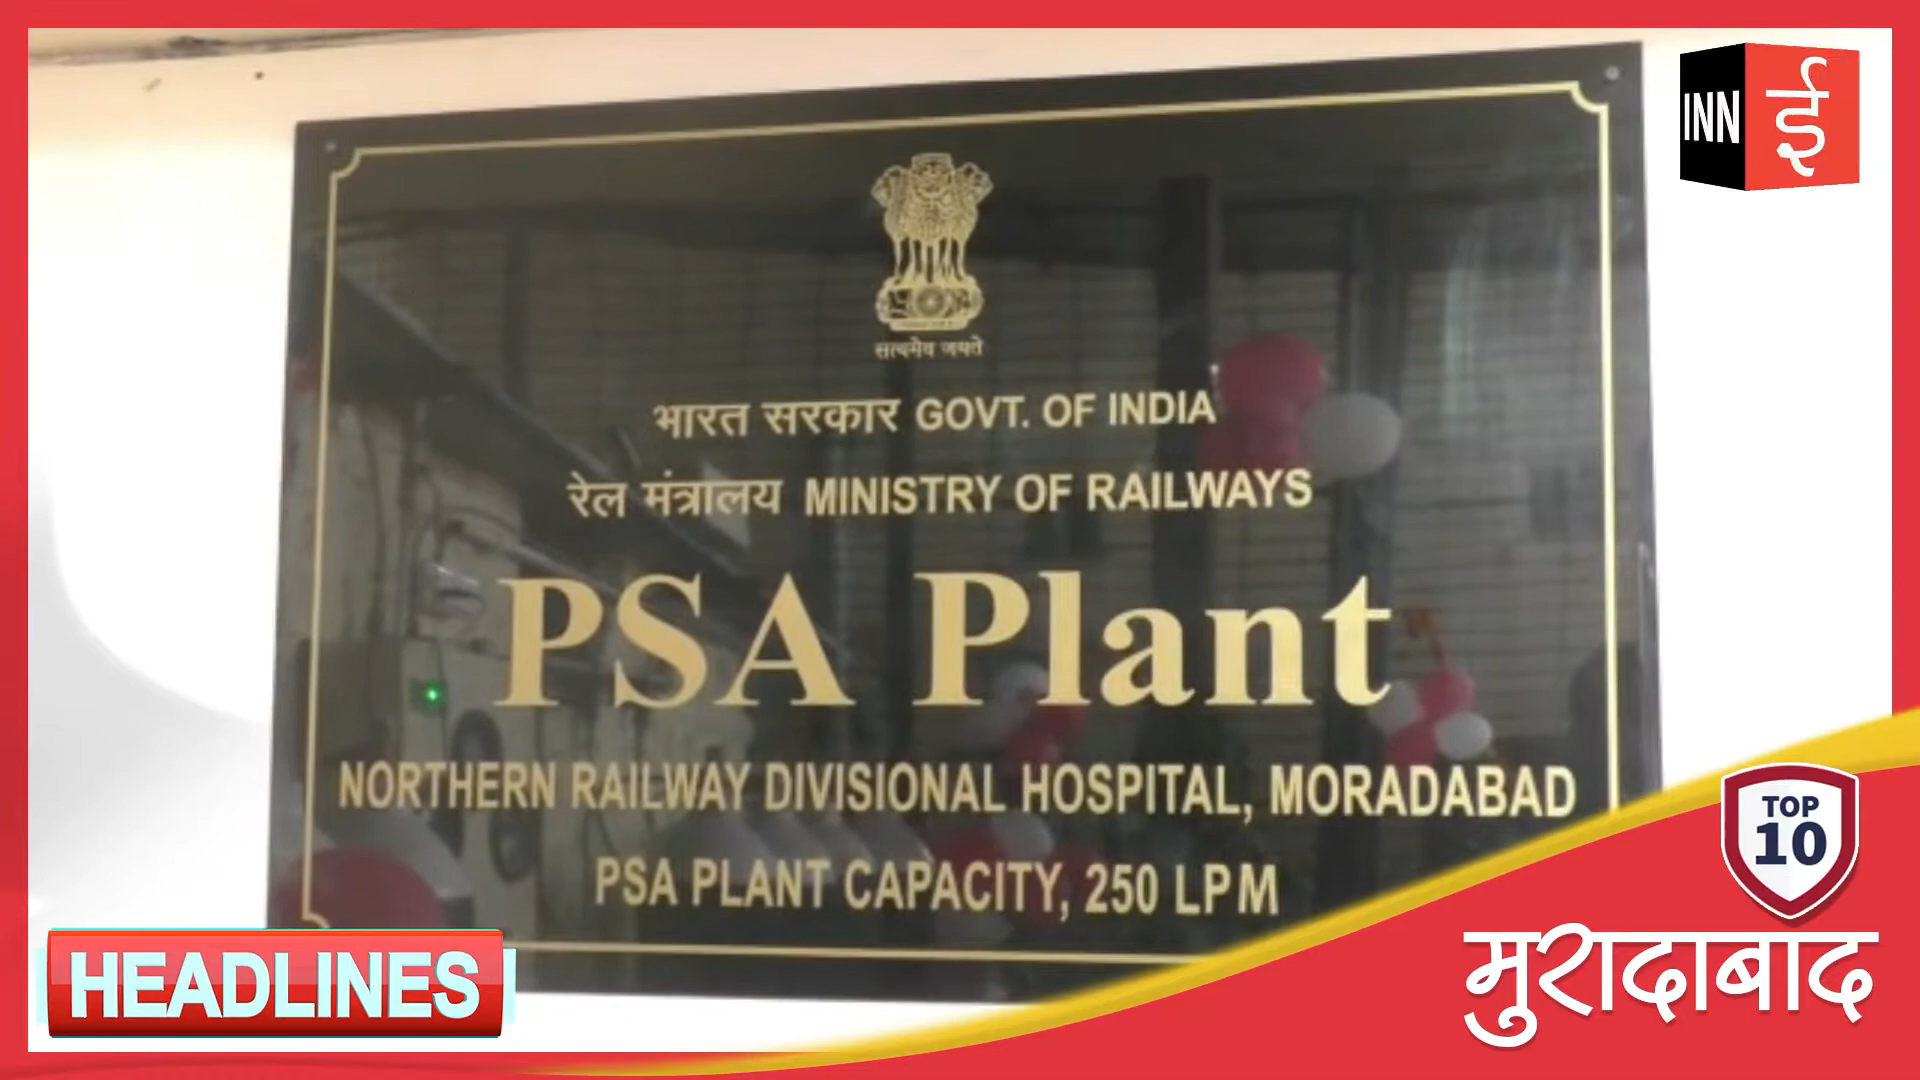 INN ई
सत्यमेव जयते
भारत सरकार GOVT. OF INDIA
रेल मंत्रालय MINISTRY OF RAILWAYS
PSA Plant
NORTHERN RAILWAY DIVISIONAL HOSPITAL, MORADABAD
PSA PLANT CAPACITY, 250 LPM
TOP
10
HEADLINES
मुरादाबाद